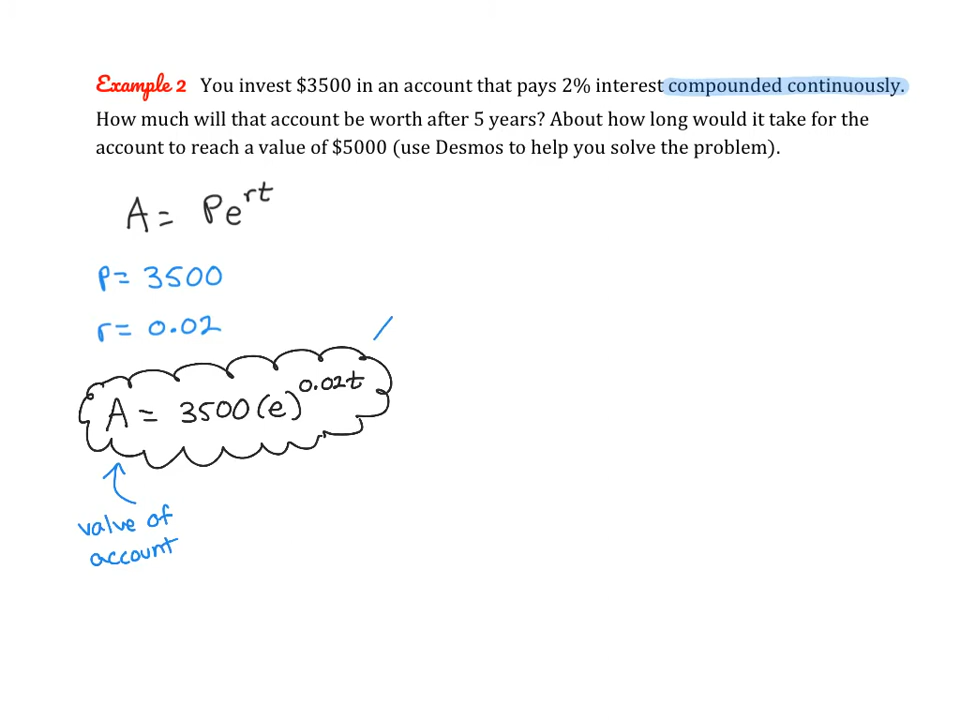 Example 2 You invest $3500 in an account that pays 2% interest compounded continuously.
How much will that account be worth after 5 years? About how long would it take for the
account to reach a value of $5000 (use Desmos to help you solve the problem).
A = Pe^rt
P = 3500
r = 0.02
A = 3500(e)^0.02t
value of
account